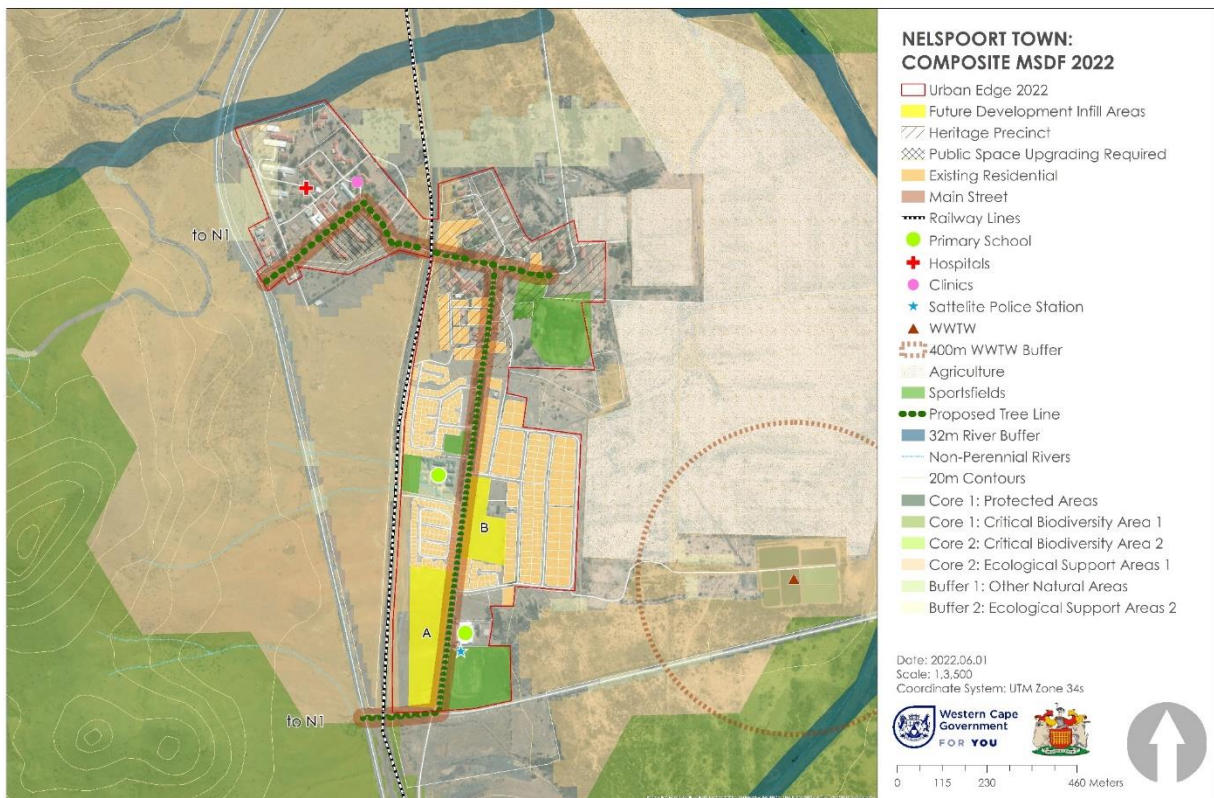 NELSPOORT TOWN:
COMPOSITE MSDF 2022
Urban Edge 2022
Future Development Infill Areas
Heritage Precinct
Public Space Upgrading Required
Existing Residential
Main Street
Railway Lines
Primary School
Hospitals
Clinics
Sattelite Police Station
WWTW
400m WWTW Buffer
Agriculture
Sportsfields
Proposed Tree Line
32m River Buffer
Non-Perennial Rivers
20m Contours
Core 1: Protected Areas
Core 1: Critical Biodiversity Area 1
Core 2: Critical Biodiversity Area 2
Core 2: Ecological Support Areas 1
Buffer 1: Other Natural Areas
Buffer 2: Ecological Support Areas 2
Date: 2022.06.01
Scale: 1:3,500
Coordinate System: UTM Zone 34s
Western Cape
Government
FOR YOU
0 115 230 460 Meters
to N1
B
A
to N1